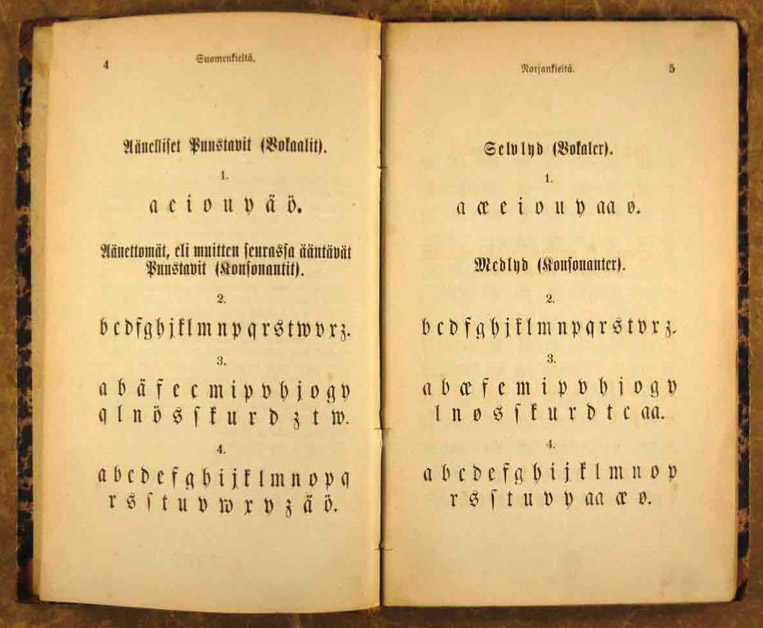 4
Suomenkieltä.
Äänelliset Puustavit (Vokaalit).
1.
a e i o u y ä ö.
Äänettomät, eli muitten seurassa ääntävät
Puustavit (Konsonantit).
2.
b c d f g h j k l m n p q r s t w v x z.
3.
a b ä f e c m i p v h j o g y
q l n ö s ſ k u r d z t w.
4.
a b c d e f g h i j k l m n o p q
r s ſ t u v w x y z ä ö.
Norjankieltä.
5
Selvlyd (Vokaler).
1.
a æ e i o u y aa ø.
Medlyd (Konsonanter).
2.
b c d f g h j k l m n p q r s t v x z.
3.
a b æ f e m i p v h j o g y
l n ø s ſ k u r d t c aa.
4.
a b c d e f g h i j k l m n o p
r s ſ t u v y aa æ ø.